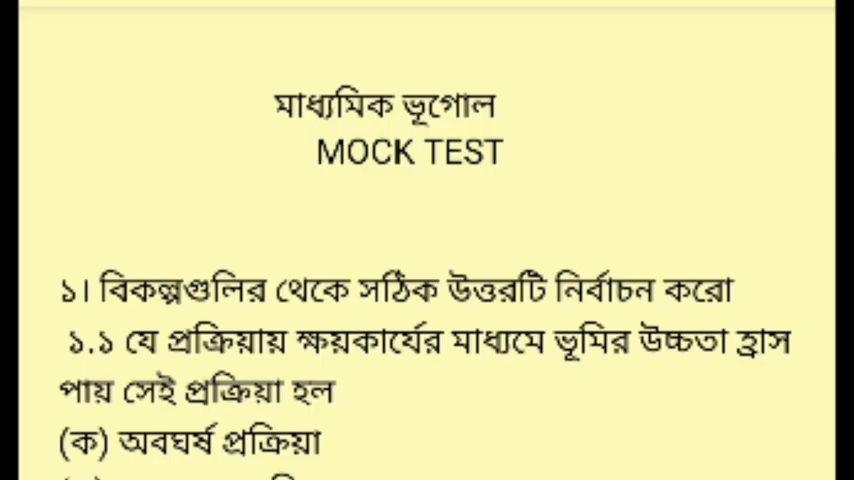 মাধ্যমিক ভূগোল
MOCK TEST
১। বিকল্পগুলির থেকে সঠিক উত্তরটি নির্বাচন করো
১.১ যে প্রক্রিয়ায় ক্ষয়কার্যের মাধ্যমে ভূমির উচ্চতা হ্রাস
পায় সেই প্রক্রিয়া হল
(ক) অবঘর্ষ প্রক্রিয়া